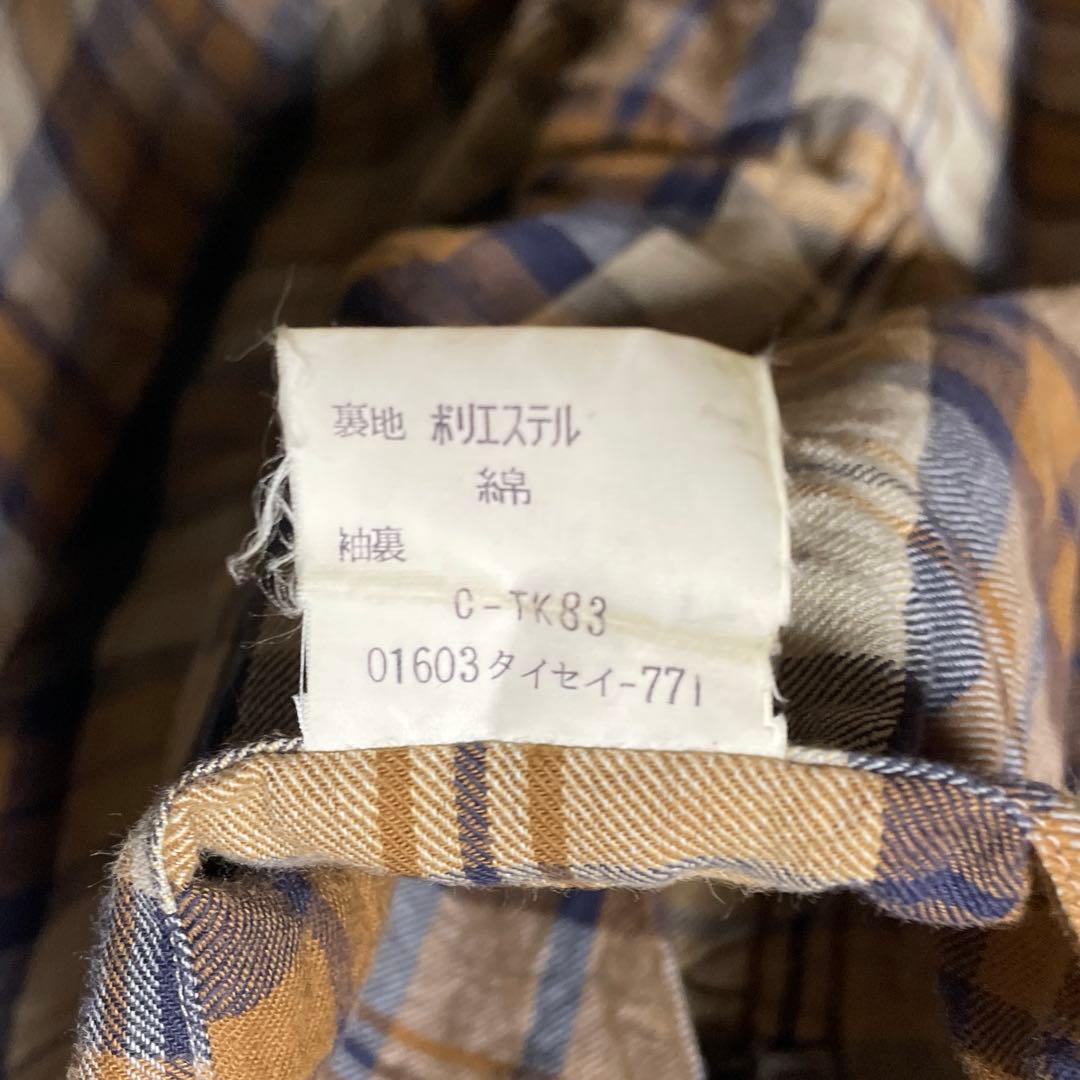 裏地 ポリエステル
綿
袖裏
C-TK83
01603タイセイ-771